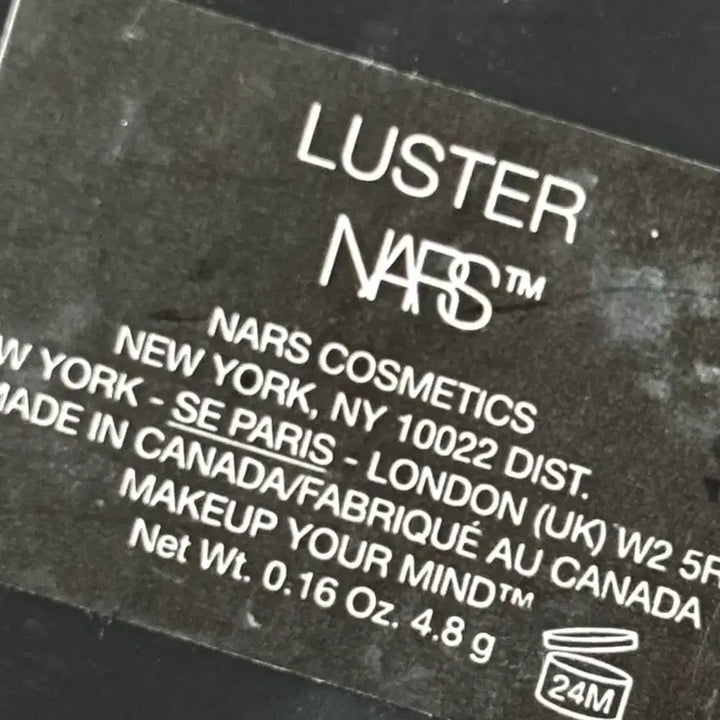 LUSTER
NARS™
NARS COSMETICS
NEW YORK, NY 10022 DIST.
W YORK - SE PARIS - LONDON (UK) W2 5R
MADE IN CANADA/FABRIQUÉ AU CANADA
MAKEUP YOUR MIND™
Net Wt. 0.16 Oz. 4.8 g
24M